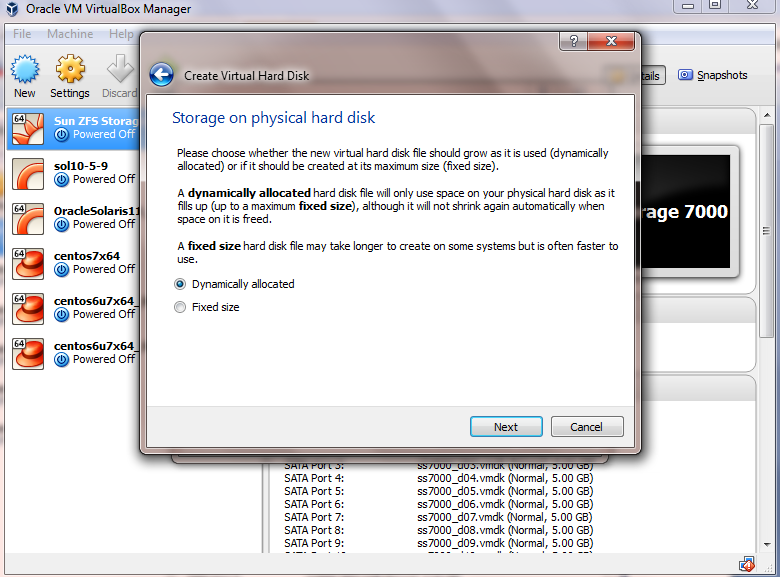 Oracle VM VirtualBox Manager
File Machine Help
New Settings Discard
tails Snapshots
64 Sun ZFS Storag
Powered Off
sol10-5-9
Powered Off
64 OracleSolaris11
Powered Off
64 centos7x64
Powered Off
64 centos6u7x64_
Powered Off
64 centos6u7x64_
Powered Off
rage 7000
?
Create Virtual Hard Disk
Storage on physical hard disk
Please choose whether the new virtual hard disk file should grow as it is used (dynamically
allocated) or if it should be created at its maximum size (fixed size).
A dynamically allocated hard disk file will only use space on your physical hard disk as it
fills up (up to a maximum fixed size), although it will not shrink again automatically when
space on it is freed.
A fixed size hard disk file may take longer to create on some systems but is often faster to
use.
Dynamically allocated
Fixed size
Next Cancel
SATA Port 3: ss7000_d03.vmdk (Normal, 5.00 GB)
SATA Port 4: ss7000_d04.vmdk (Normal, 5.00 GB)
SATA Port 5: ss7000_d05.vmdk (Normal, 5.00 GB)
SATA Port 6: ss7000_d06.vmdk (Normal, 5.00 GB)
SATA Port 7: ss7000_d07.vmdk (Normal, 5.00 GB)
SATA Port 8: ss7000_d08.vmdk (Normal, 5.00 GB)
SATA Port 9: ss7000_d09.vmdk (Normal, 5.00 GB)